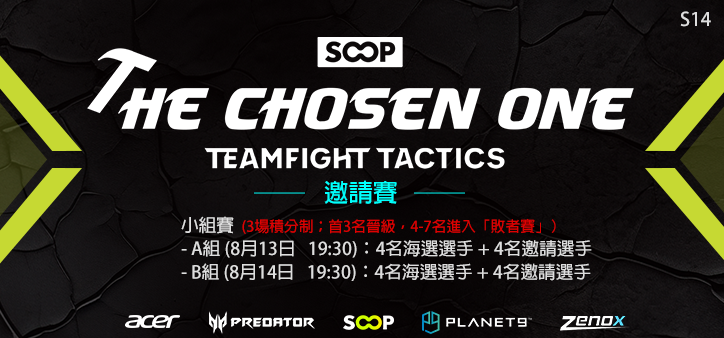 S14
SOOP
THE CHOSEN ONE
TEAMFIGHT TACTICS
邀請賽
小組賽 (3場積分制；首3名晉級，4-7名進入「敗者賽」)
- A組 (8月13日 19:30)：4名海選選手 + 4名邀請選手
- B組 (8月14日 19:30)：4名海選選手 + 4名邀請選手
acer PREDATOR SOOP PLANET9™ ZENOX